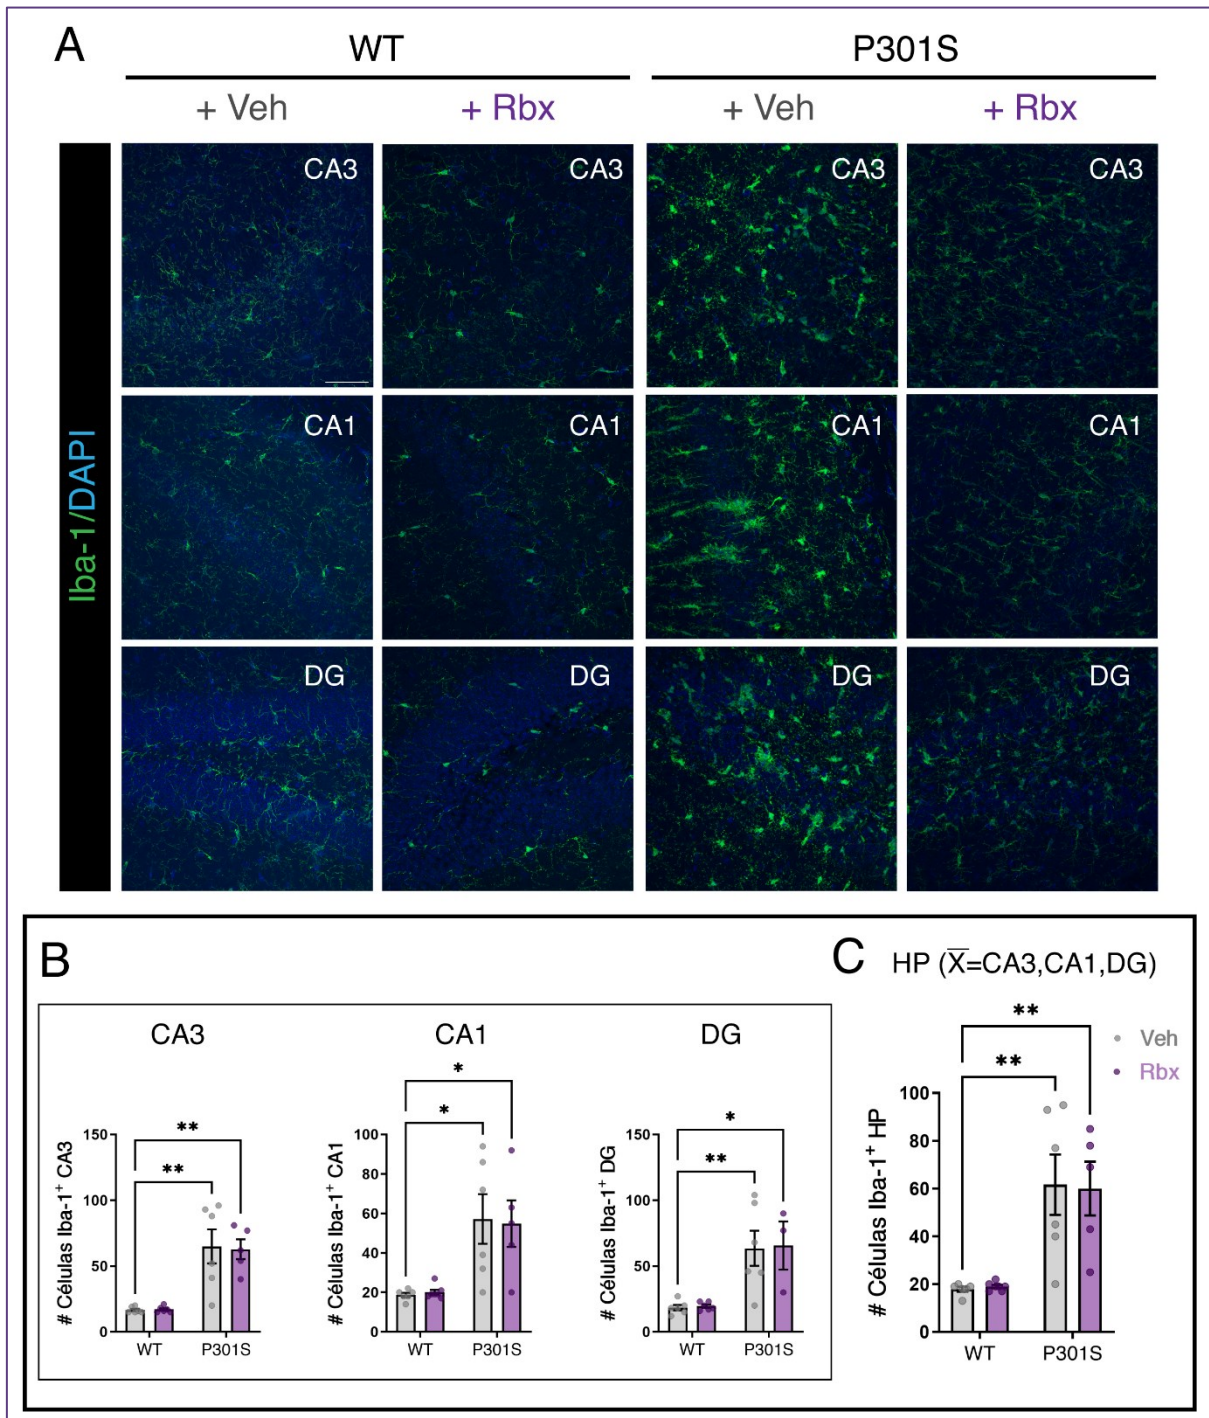 A
WT
P301S
+ Veh
+ Rbx
+ Veh
+ Rbx
Iba-1/DAPI
CA3
CA3
CA3
CA3
CA1
CA1
CA1
CA1
DG
DG
DG
DG
B
CA3
# Células Iba-1⁺ CA3
150
100
50
0
**
**
WT
P301S
CA1
# Células Iba-1⁺ CA1
100
80
60
40
20
0
*
*
WT
P301S
DG
# Células Iba-1⁺ DG
150
100
50
0
*
**
WT
P301S
C
HP (X̅=CA3,CA1,DG)
# Células Iba-1⁺ HP
100
80
60
40
20
0
**
**
WT
P301S
Veh
Rbx